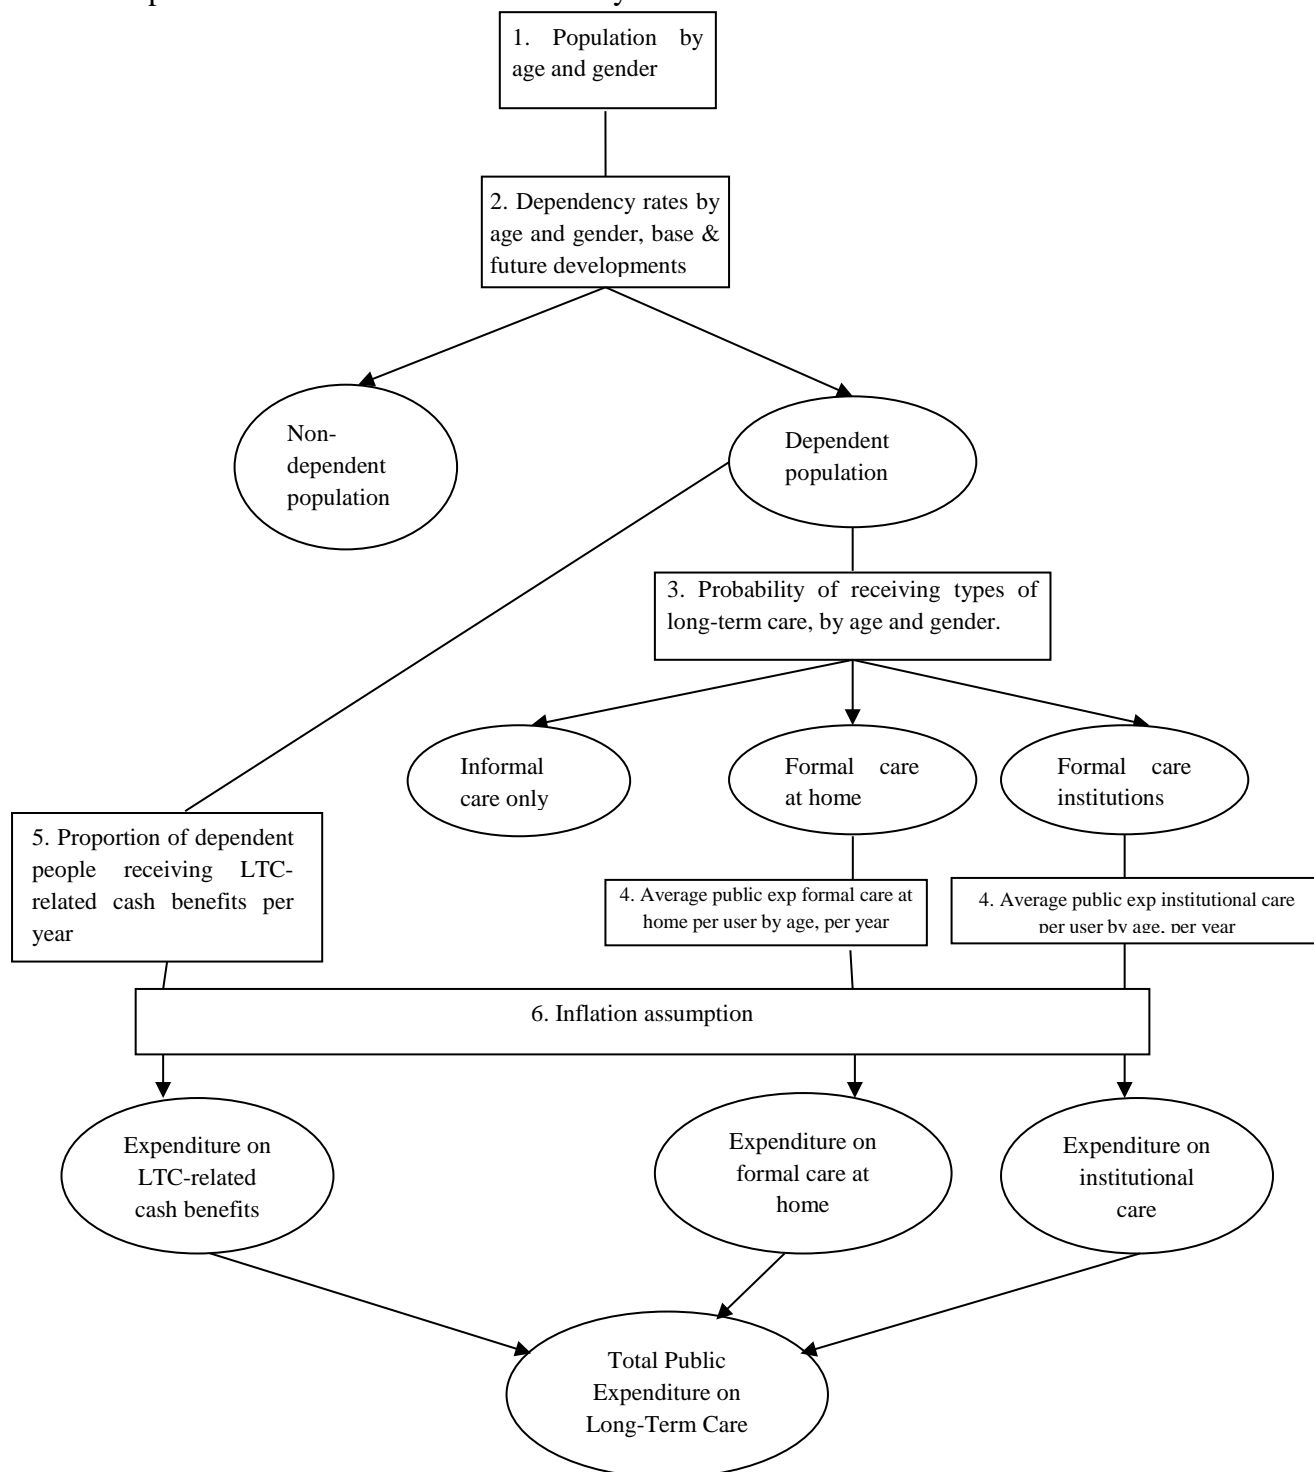 1. Population by
age and gender
2. Dependency rates by
age and gender, base &
future developments
Non-
dependent
population
Dependent
population
3. Probability of receiving types of
long-term care, by age and gender.
Informal
care only
Formal care
at home
Formal care
institutions
5. Proportion of dependent
people receiving LTC-
related cash benefits per
year
4. Average public exp formal care at
home per user by age, per year
4. Average public exp institutional care
per user by age, per year
6. Inflation assumption
Expenditure on
LTC-related
cash benefits
Expenditure on
formal care at
home
Expenditure on
institutional
care
Total Public
Expenditure on
Long-Term Care